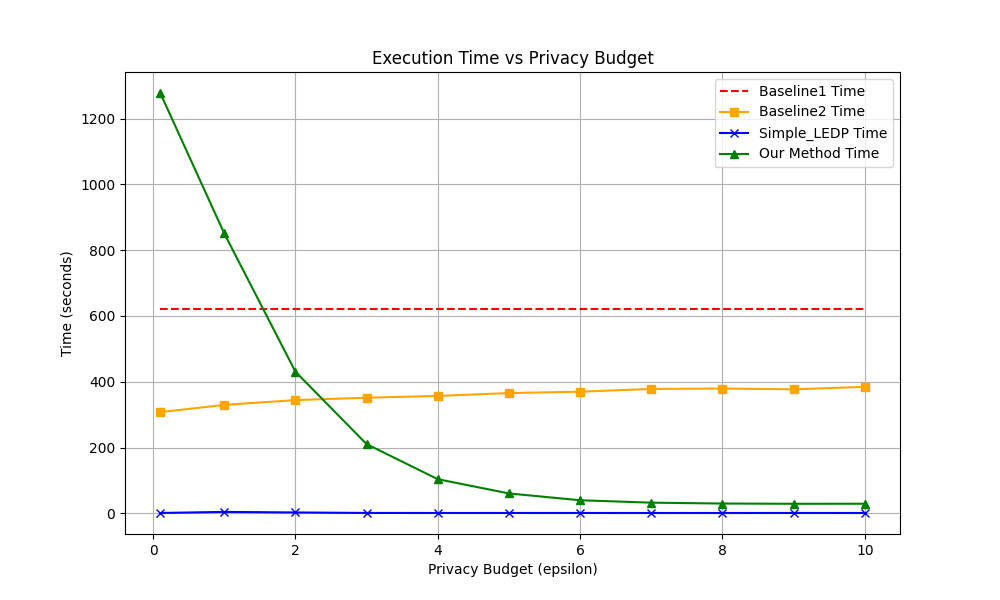 Execution Time vs Privacy Budget
Baseline1 Time
Baseline2 Time
Simple_LEDP Time
Our Method Time
Time (seconds)
1200
1000
800
600
400
200
0
0 2 4 6 8 10
Privacy Budget (epsilon)